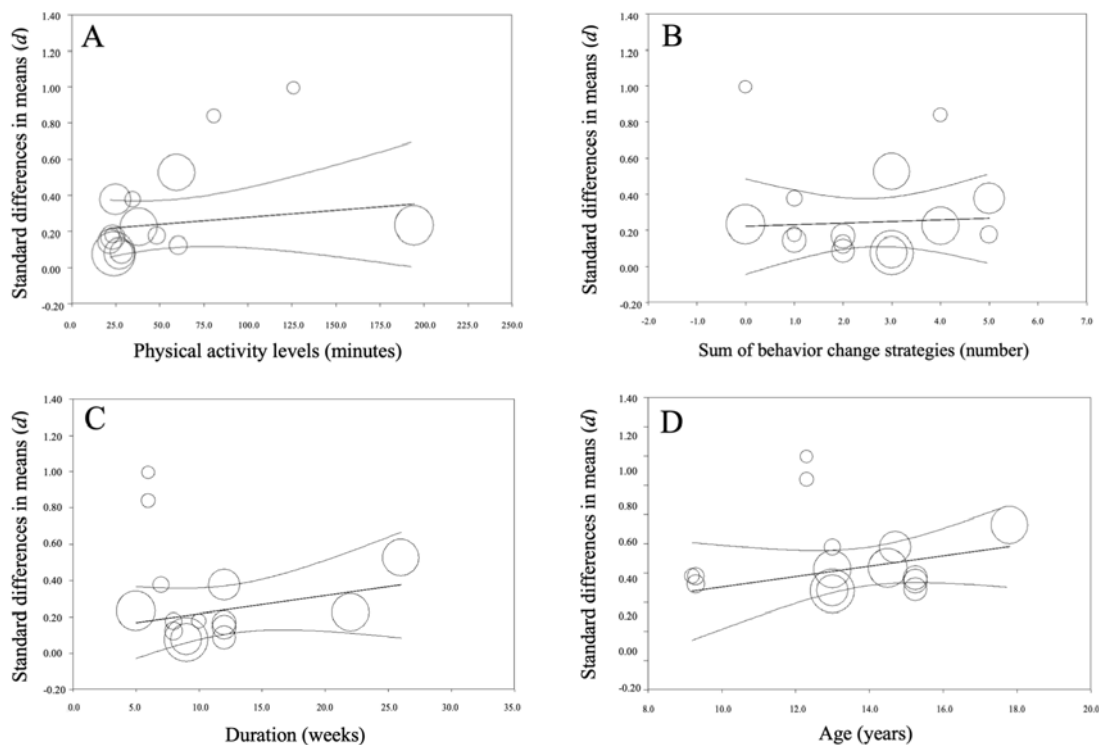 A
Standard differences in means (d)
1.40
1.20
1.00
0.80
0.60
0.40
0.20
0.00
-0.20
0.0 25.0 50.0 75.0 100.0 125.0 150.0 175.0 200.0 225.0 250.0
Physical activity levels (minutes)
B
Standard differences in means (d)
1.40
1.20
1.00
0.80
0.60
0.40
0.20
0.00
-0.20
-2.0 -1.0 0.0 1.0 2.0 3.0 4.0 5.0 6.0 7.0
Sum of behavior change strategies (number)
C
Standard differences in means (d)
1.40
1.20
1.00
0.80
0.60
0.40
0.20
0.00
-0.20
0.0 5.0 10.0 15.0 20.0 25.0 30.0 35.0
Duration (weeks)
D
Standard differences in means (d)
1.40
1.20
1.00
0.80
0.60
0.40
0.20
0.00
-0.20
8.0 10.0 12.0 14.0 16.0 18.0 20.0
Age (years)